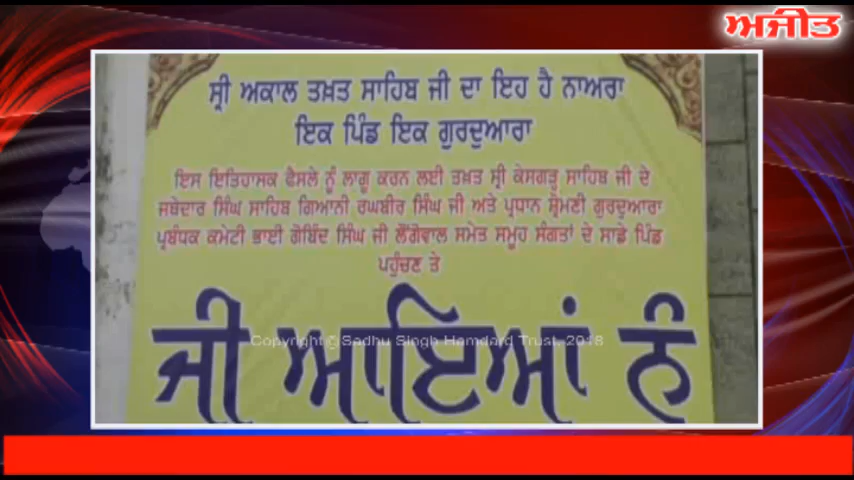 ਅਜੀਤ
ਸ੍ਰੀ ਅਕਾਲ ਤਖ਼ਤ ਸਾਹਿਬ ਜੀ ਦਾ ਇਹ ਹੈ ਨਾਅਰਾ
ਇਕ ਪਿੰਡ ਇਕ ਗੁਰਦੁਆਰਾ
ਇਸ ਇਤਿਹਾਸਕ ਫੈਸਲੇ ਨੂੰ ਲਾਗੂ ਕਰਨ ਲਈ ਤਖ਼ਤ ਸ੍ਰੀ ਕੇਸਗੜ੍ਹ ਸਾਹਿਬ ਜੀ ਦੇ
ਜਥੇਦਾਰ ਸਿੰਘ ਸਾਹਿਬ ਗਿਆਨੀ ਰਘਬੀਰ ਸਿੰਘ ਜੀ ਅਤੇ ਪ੍ਰਧਾਨ ਸ਼੍ਰੋਮਣੀ ਗੁਰਦੁਆਰਾ
ਪ੍ਰਬੰਧਕ ਕਮੇਟੀ ਭਾਈ ਗੋਬਿੰਦ ਸਿੰਘ ਜੀ ਲੌਂਗੋਵਾਲ ਸਮੇਤ ਸਮੂਹ ਸੰਗਤਾਂ ਦੇ ਸਾਡੇ ਪਿੰਡ
ਪਹੁੰਚਣ ਤੇ
ਜੀ ਆਇਆਂ ਨੂੰ
Copyright © Sadhu Singh Hamdard Trust, 2018